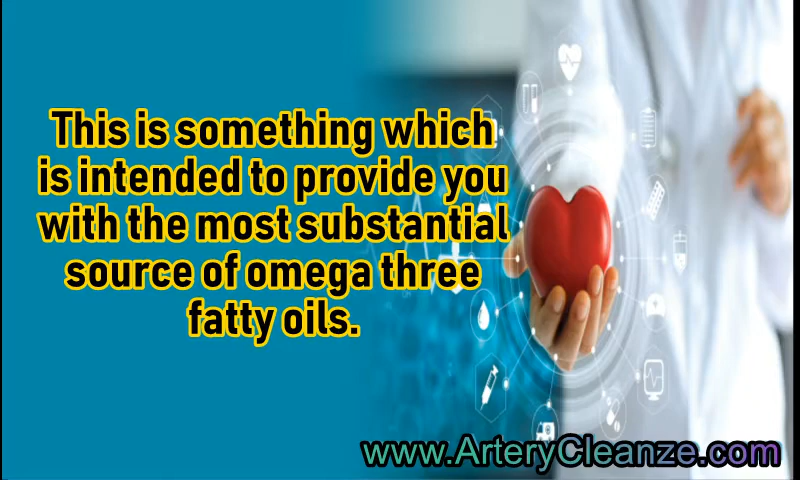 This is something which
is intended to provide you
with the most substantial
source of omega three
fatty oils.
www.ArteryCleanze.com